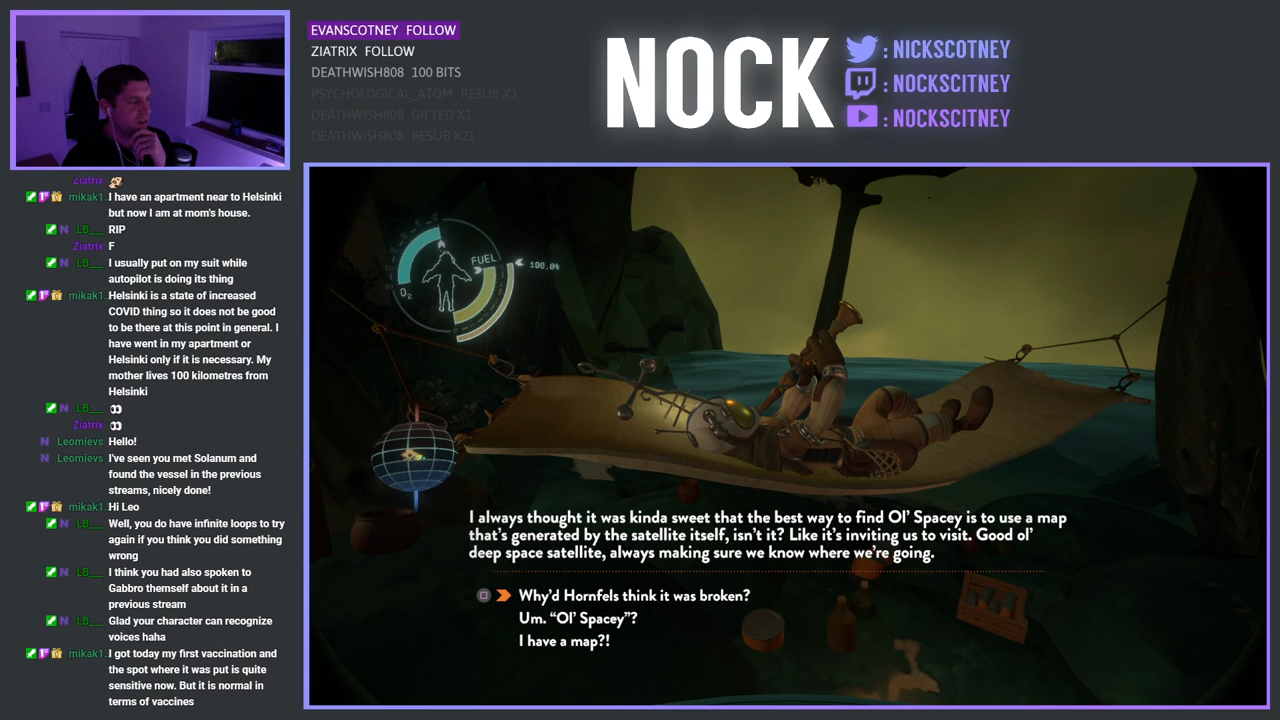 EVANSCOTNEY FOLLOW
ZIATRIX FOLLOW
DEATHWISH808 100 BITS
PSYCHOLOGICAL_ATOM RESUB X3
DEATHWISH808 GIFTED X1
DEATHWISH808 RESUB X21
NOCK
: NICKSCOTNEY
: NOCKSCITNEY
: NOCKSCITNEY
Ziatrix
mikak1. I have an apartment near to Helsinki
but now I am at mom's house.
N LB__ RIP
Ziatrix F
N LB__ I usually put on my suit while
autopilot is doing its thing
mikak1. Helsinki is a state of increased
COVID thing so it does not be good
to be there at this point in general. I
have went in my apartment or
Helsinki only if it is necessary. My
mother lives 100 kilometres from
Helsinki
N LB__
Ziatrix
N Leomievs Hello!
N Leomievs I've seen you met Solanum and
found the vessel in the previous
streams, nicely done!
mikak1. Hi Leo
N LB__ Well, you do have infinite loops to try
again if you think you did something
wrong
N LB__ I think you had also spoken to
Gabbro themself about it in a
previous stream
N LB__ Glad your character can recognize
voices haha
mikak1. I got today my first vaccination and
the spot where it was put is quite
sensitive now. But it is normal in
terms of vaccines
FUEL
100.0%
O2
I always thought it was kinda sweet that the best way to find Ol' Spacey is to use a map
that's generated by the satellite itself, isn't it? Like it's inviting us to visit. Good ol'
deep space satellite, always making sure we know where we're going.
Why'd Hornfels think it was broken?
Um. "Ol' Spacey"?
I have a map?!